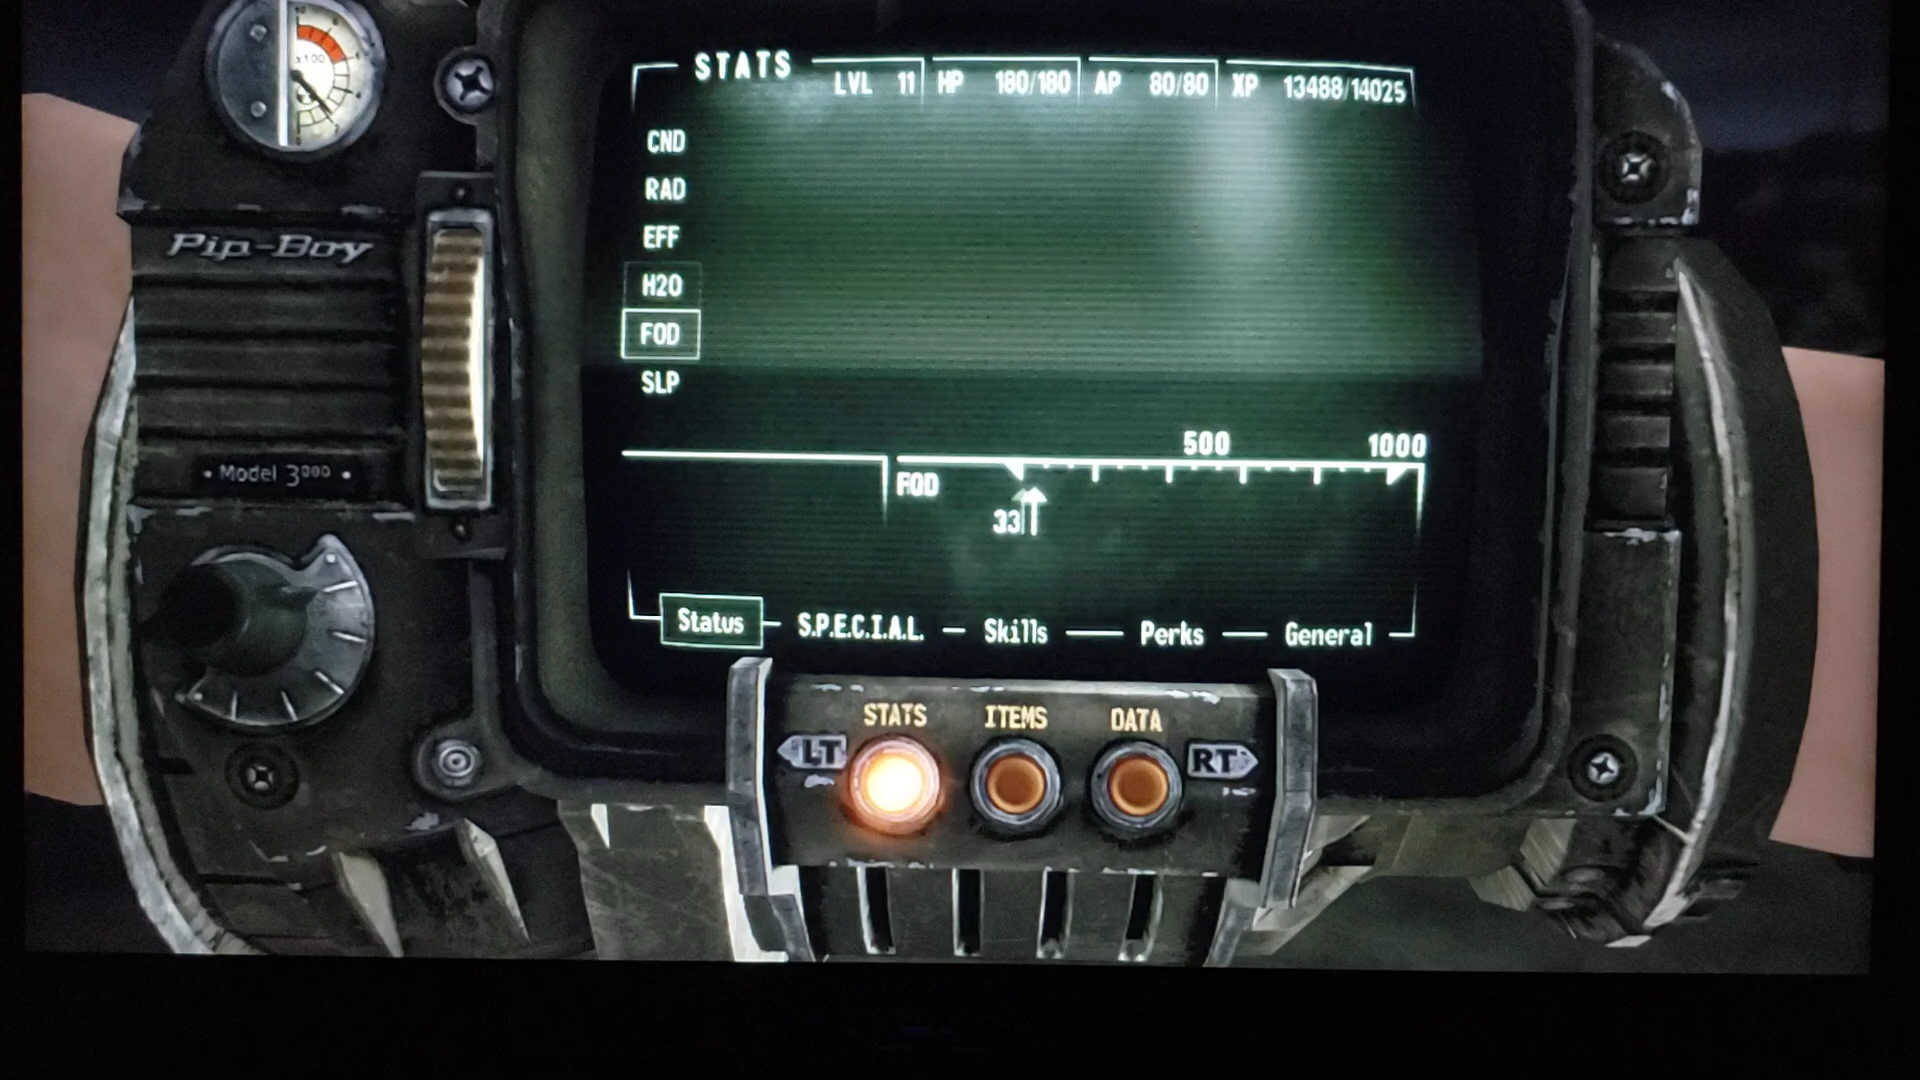 x100
STATS
LVL 11 HP 180/180 AP 80/80 XP 13488/14025
CND
RAD
EFF
H2O
FOD
SLP
Pip-Boy
Model 3000
500 1000
FOD
33
Status S.P.E.C.I.A.L. Skills Perks General
STATS ITEMS DATA
LT RT